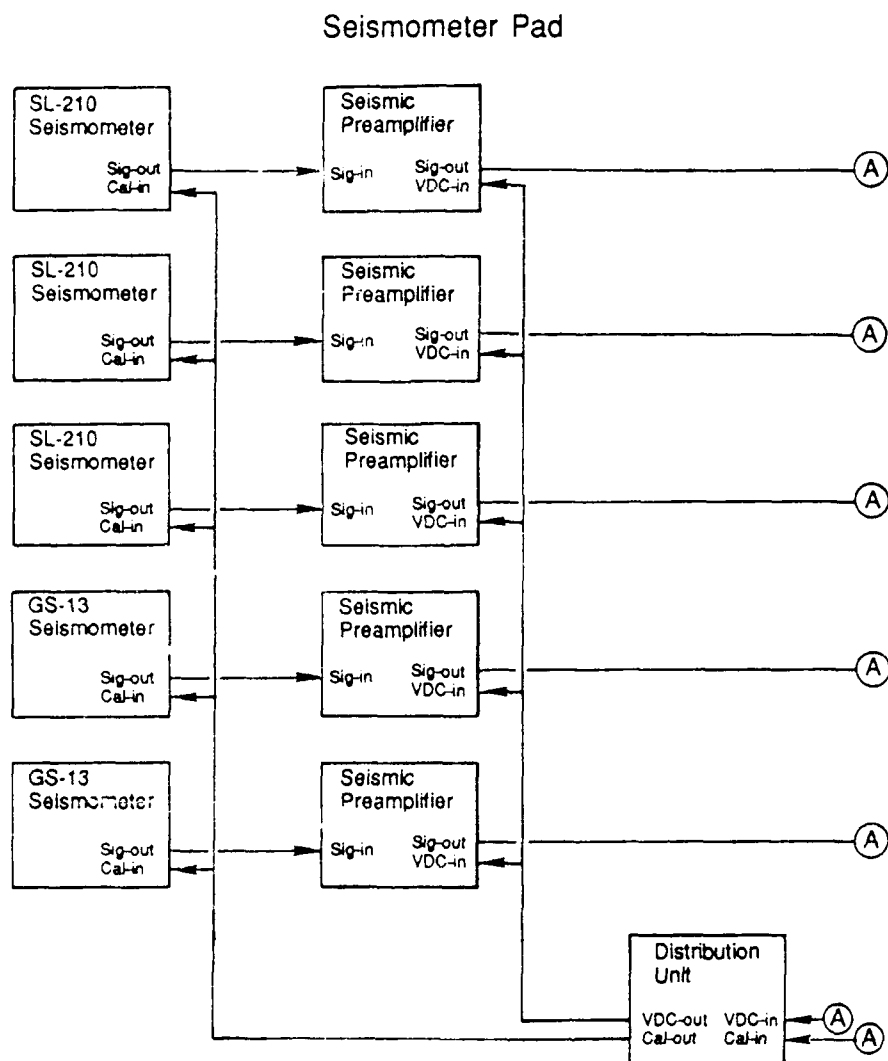 Seismometer Pad
SL-210
Seismometer
Sig-out
Cal-in
Seismic
Preamplifier
Sig-in
Sig-out
VDC-in
A
SL-210
Seismometer
Sig-out
Cal-in
Seismic
Preamplifier
Sig-in
Sig-out
VDC-in
A
SL-210
Seismometer
Sig-out
Cal-in
Seismic
Preamplifier
Sig-in
Sig-out
VDC-in
A
GS-13
Seismometer
Sig-out
Cal-in
Seismic
Preamplifier
Sig-in
Sig-out
VDC-in
A
GS-13
Seismometer
Sig-out
Cal-in
Seismic
Preamplifier
Sig-in
Sig-out
VDC-in
A
Distribution
Unit
VDC-out VDC-in A
Cal-out Cal-in A